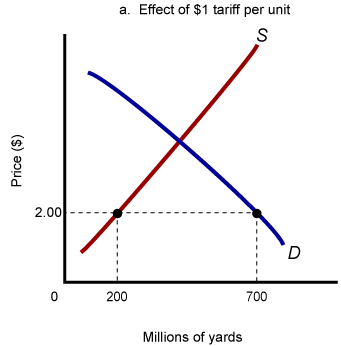 a. Effect of $1 tariff per unit
S
Price ($)
2.00
D
0
200
700
Millions of yards